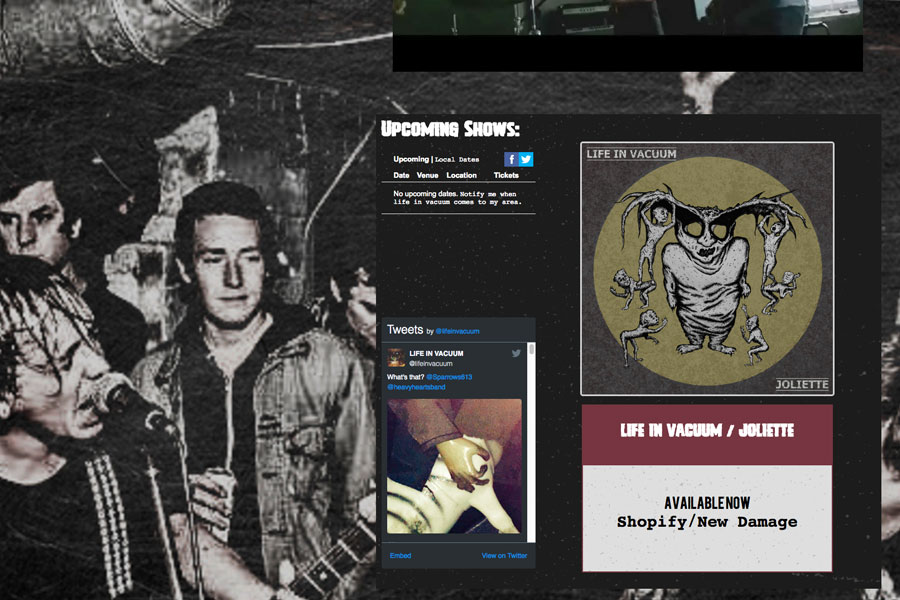 Upcoming Shows:
Upcoming | Local Dates
Date Venue Location Tickets
No upcoming dates. Notify me when
life in vacuum comes to my area.
Tweets by @lifeinvacuum
LIFE IN VACUUM
@lifeinvacuum
What's that? @Sparrows613
@heavyheartsband
Embed View on Twitter
LIFE IN VACUUM
JOLIETTE
LIFE IN VACUUM / JOLIETTE
AVAILABLE NOW
Shopify/New Damage